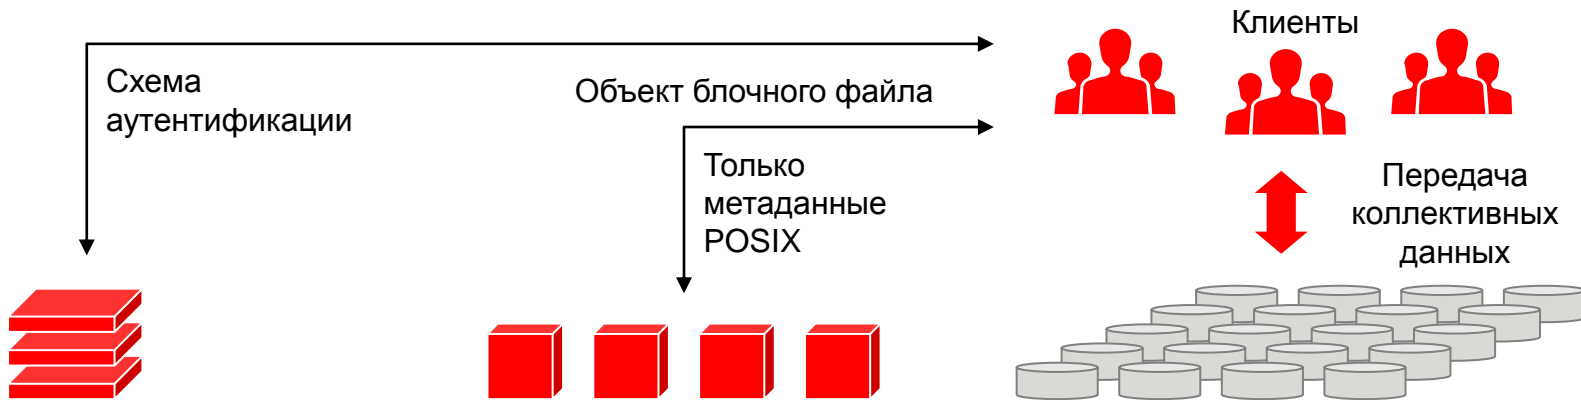 Клиенты
Схема
аутентификации
Объект блочного файла
Только
метаданные
POSIX
Передача
коллективных
данных